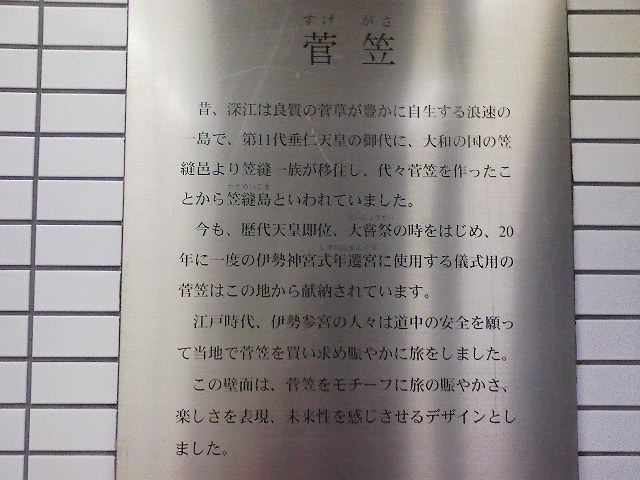 すげ がさ
菅笠
昔、深江は良質の菅草が豊かに自生する浪速の
一島で、第11代垂仁天皇の御代に、大和の国の笠
縫邑より笠縫一族が移住し、代々菅笠を作ったこ
かさぬいじま
とから笠縫島といわれていました。
だいじょうさい
今も、歴代天皇即位、大嘗祭の時をはじめ、20
しきねんせんぐう
年に一度の伊勢神宮式年遷宮に使用する儀式用の
菅笠はこの地から献納されています。
江戸時代、伊勢参宮の人々は道中の安全を願っ
て当地で菅笠を買い求め賑やかに旅をしました。
この壁面は、菅笠をモチーフに旅の賑やかさ、
楽しさを表現、未来性を感じさせるデザインとし
ました。